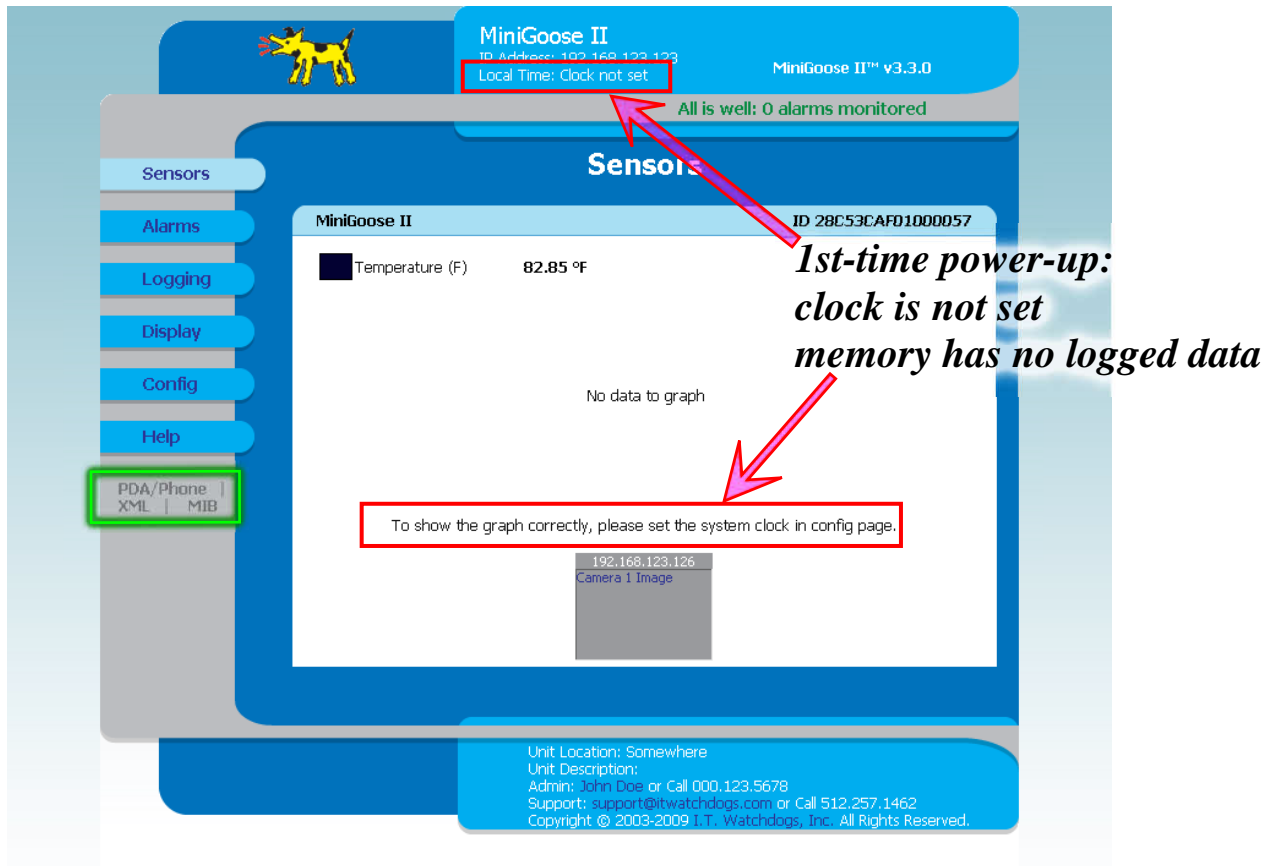 MiniGoose II
IP Address: 192.168.123.123
Local Time: Clock not set
MiniGoose II™ v3.3.0
All is well: 0 alarms monitored
Sensors
Sensors
Alarms
Logging
Display
Config
Help
PDA/Phone |
XML | MIB
MiniGoose II ID 28C53CAF01000057
Temperature (F) 82.85 °F
1st-time power-up:
clock is not set
memory has no logged data
No data to graph
To show the graph correctly, please set the system clock in config page.
192.168.123.126
Camera 1 Image
Unit Location: Somewhere
Unit Description:
Admin: John Doe or Call 000.123.5678
Support: support@itwatchdogs.com or Call 512.257.1462
Copyright © 2003-2009 I.T. Watchdogs, Inc. All Rights Reserved.